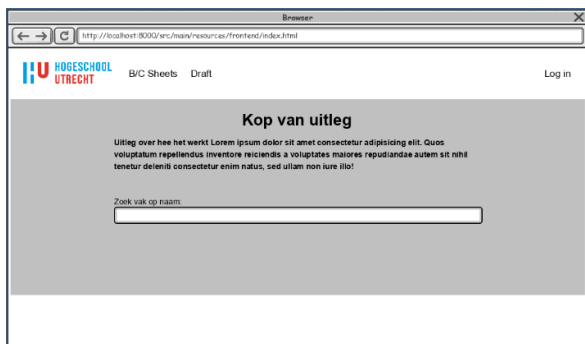 Browser
http://localhost:8000/src/main/resources/frontend/index.html
HOGESCHOOL
UTRECHT
B/C Sheets Draft
Log in
Kop van uitleg
Uitleg over hee het werkt Lorem ipsum dolor sit amet consectetur adipisicing elit. Quos
voluptatum repellendus inventore reiciendis a voluptates maiores repudiandae autem sit nihil
tenetur deleniti consectetur enim natus, sed ullam non iure illo!
Zoek vak op naam: